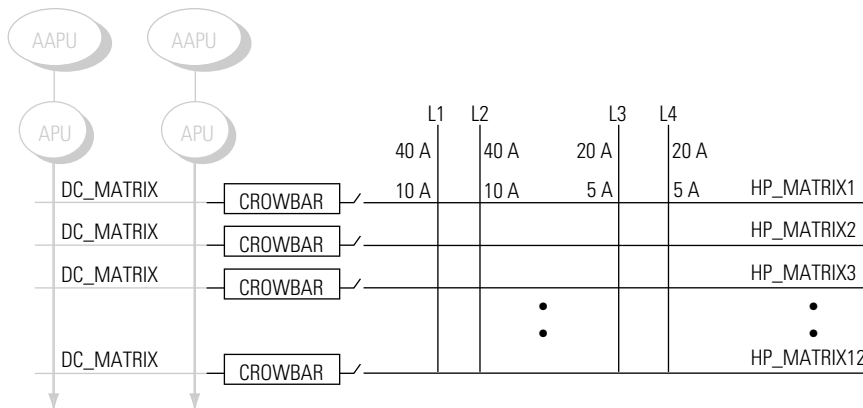 AAPU AAPU
APU APU
L1 L2 L3 L4
40 A 40 A 20 A 20 A
10 A 10 A 5 A 5 A
DC_MATRIX CROWBAR HP_MATRIX1
DC_MATRIX CROWBAR HP_MATRIX2
DC_MATRIX CROWBAR HP_MATRIX3
DC_MATRIX CROWBAR HP_MATRIX12